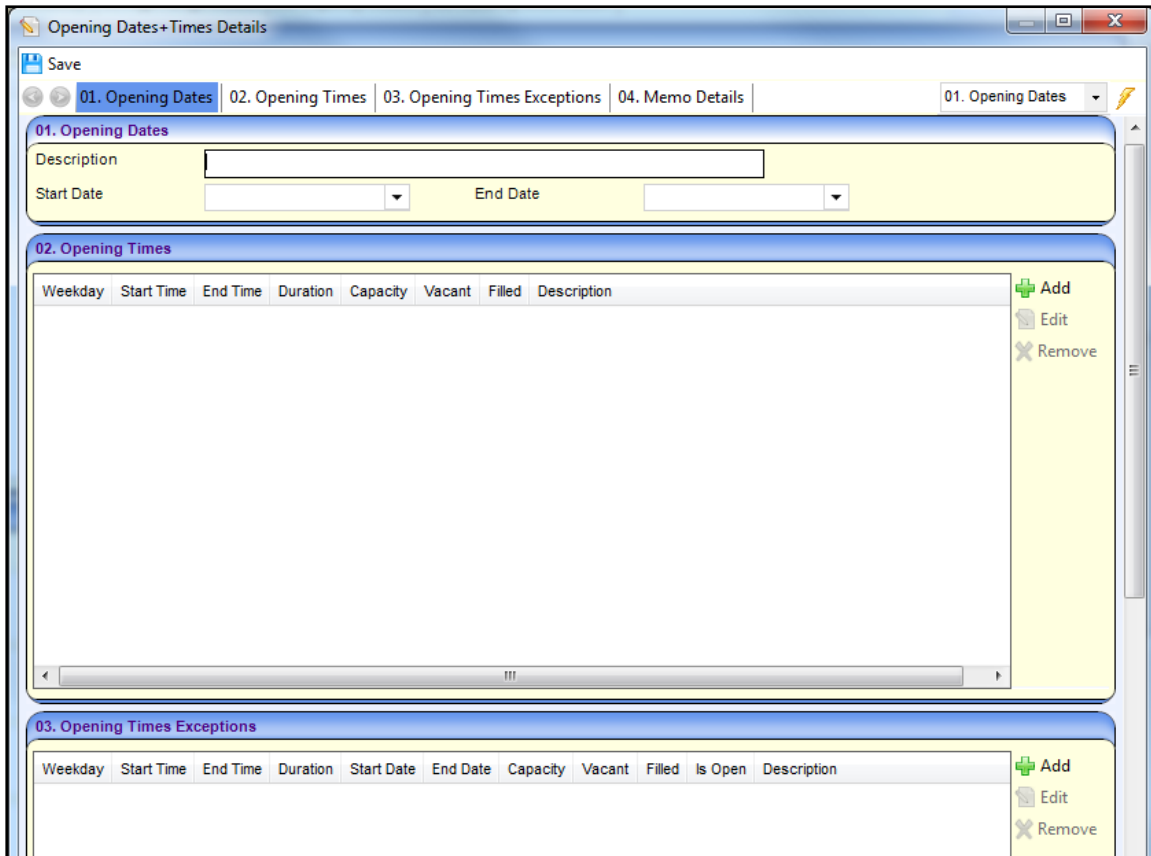 Opening Dates+Times Details
Save
01. Opening Dates 02. Opening Times 03. Opening Times Exceptions 04. Memo Details 01. Opening Dates
01. Opening Dates
Description
Start Date End Date
02. Opening Times
Weekday Start Time End Time Duration Capacity Vacant Filled Description
Add
Edit
Remove
03. Opening Times Exceptions
Weekday Start Time End Time Duration Start Date End Date Capacity Vacant Filled Is Open Description
Add
Edit
Remove